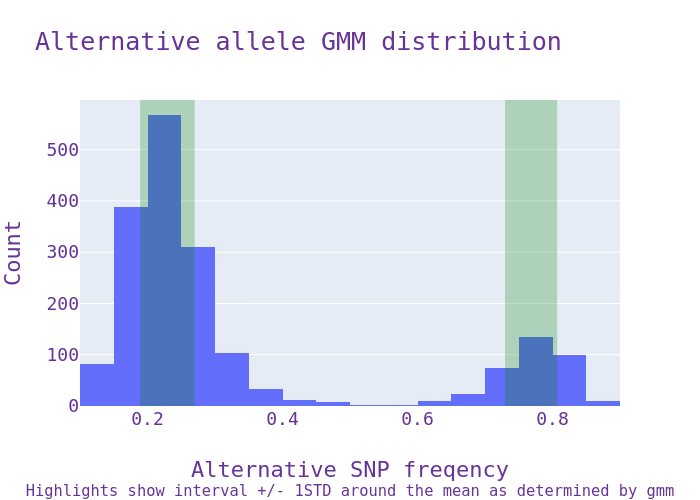 Alternative allele GMM distribution
500
400
300
200
100
0
Count
0.2 0.4 0.6 0.8
Alternative SNP freqency
Highlights show interval +/- 1STD around the mean as determined by gmm